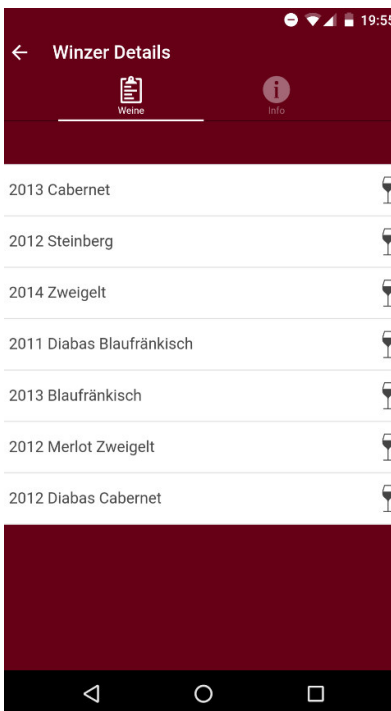 19:55
Winzer Details
Weine
Info
2013 Cabernet
2012 Steinberg
2014 Zweigelt
2011 Diabas Blaufränkisch
2013 Blaufränkisch
2012 Merlot Zweigelt
2012 Diabas Cabernet